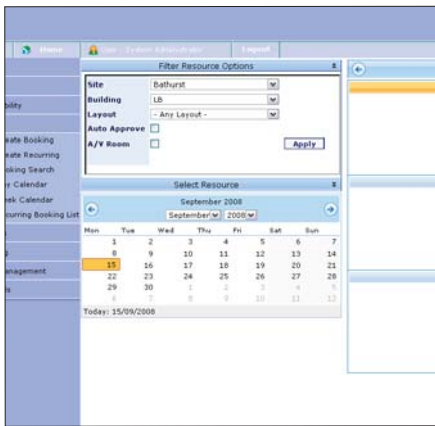 Home
User : System Administrator
Logout
Filter Resource Options
Site
Bathurst
Building
LB
Layout
- Any Layout -
Auto Approve
A/V Room
Apply
bility
eate Booking
eate Recurring
oking Search
y Calendar
ek Calendar
curring Booking List
anagement
ls
Select Resource
September 2008
September 2008
Mon Tue Wed Thu Fri Sat Sun
1 2 3 4 5 6 7
8 9 10 11 12 13 14
15 16 17 18 19 20 21
22 23 24 25 26 27 28
29 30 1 2 3 4 5
6 7 8 9 10 11 12
Today: 15/09/2008